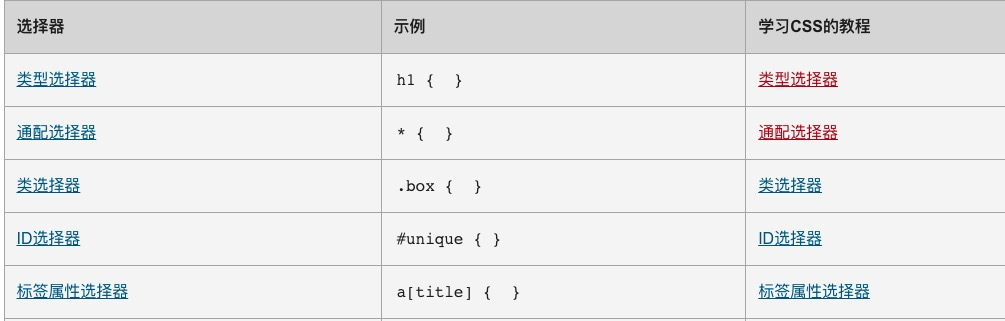 选择器 示例 学习CSS的教程
类型选择器 h1 {  } 类型选择器
通配选择器 * {  } 通配选择器
类选择器 .box {  } 类选择器
ID选择器 #unique { } ID选择器
标签属性选择器 a[title] {  } 标签属性选择器